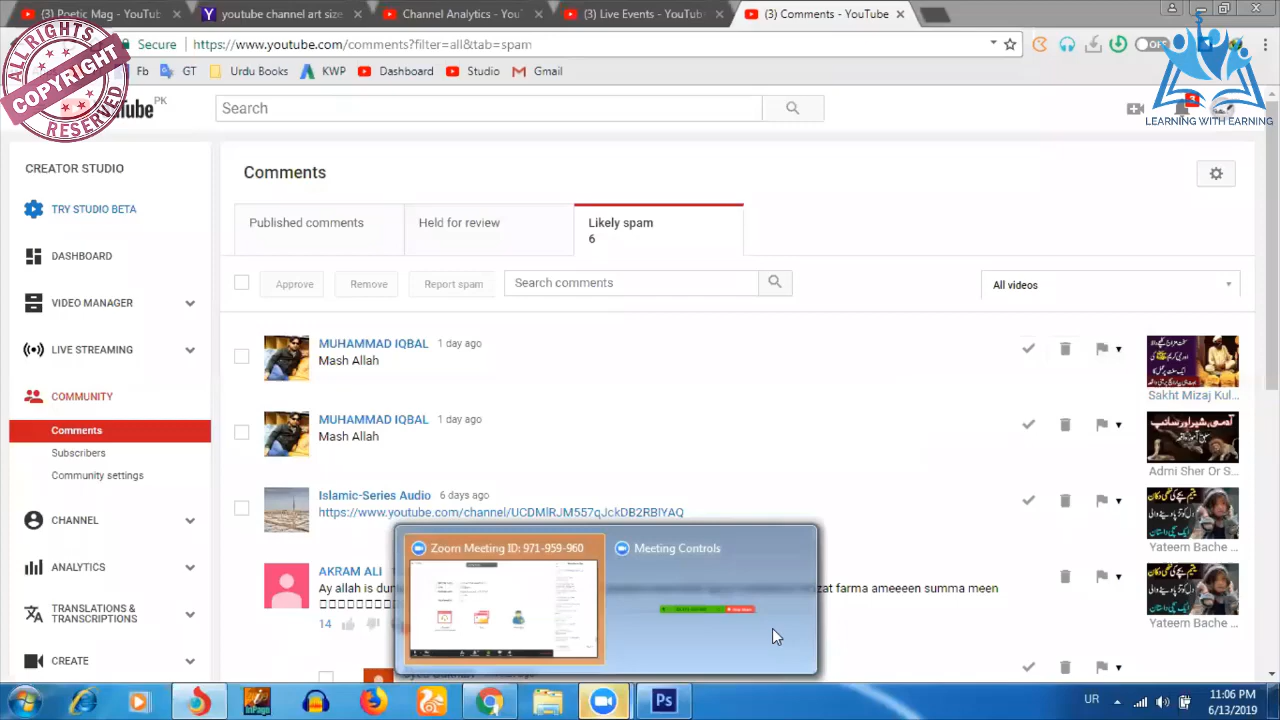 (3) Poetic Mag - YouTube
youtube channel art size
Channel Analytics
(3) Live Events - YouTube
(3) Comments - YouTube
Secure
https://www.youtube.com/comments?filter=all&tab=spam
Fb
GT
Urdu Books
KWP
Dashboard
Studio
Gmail
ALL RIGHTS
COPYRIGHT
RESERVED
PK
Search
LEARNING WITH EARNING
CREATOR STUDIO
TRY STUDIO BETA
DASHBOARD
VIDEO MANAGER
LIVE STREAMING
COMMUNITY
Comments
Subscribers
Community settings
CHANNEL
ANALYTICS
TRANSLATIONS &
TRANSCRIPTIONS
CREATE
Comments
Published comments
Held for review
Likely spam
6
Approve
Remove
Report spam
Search comments
All videos
MUHAMMAD IQBAL 1 day ago
Mash Allah
Sakht Mizaj Kul...
MUHAMMAD IQBAL 1 day ago
Mash Allah
Admi Sher Or S...
Islamic-Series Audio 6 days ago
https://www.youtube.com/channel/UCDMlRJM557qJckDB2RBIYAQ
Yateem Bache
AKRAM ALI
Ay allah is dun
zat farma ameeeen summa meen
14
Yateem Bache
Zoom Meeting ID: 971-959-960
Meeting Controls
Ps
UR
11:06 PM
6/13/2019